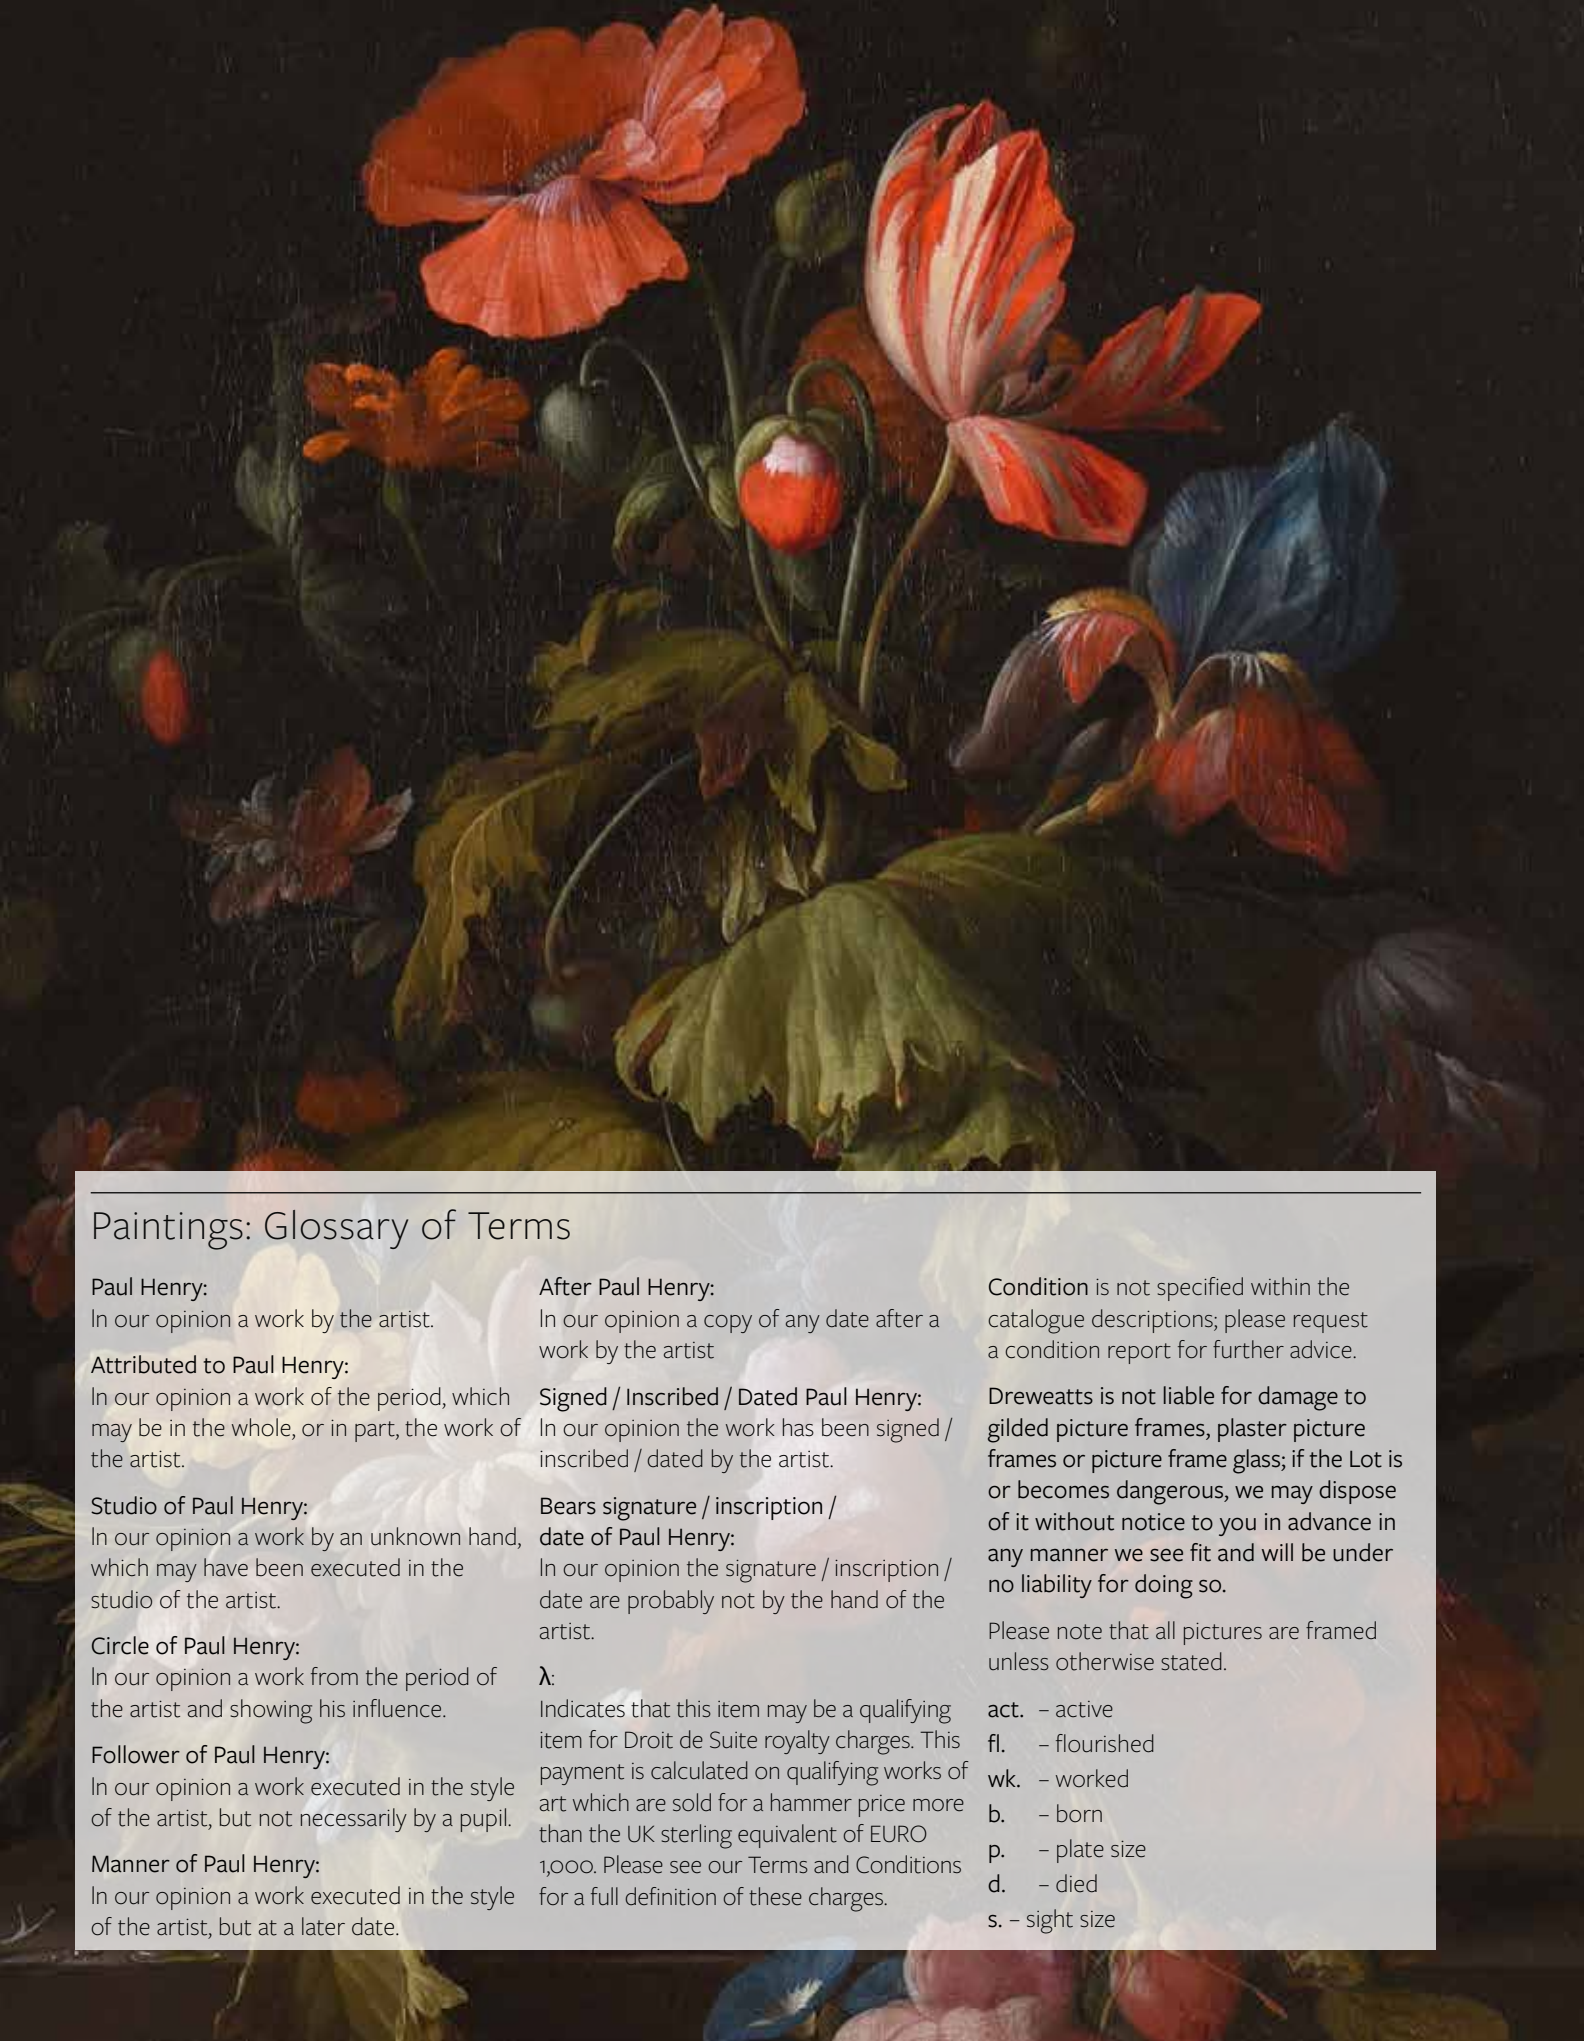 Paintings: Glossary of Terms
Paul Henry:
In our opinion a work by the artist.
Attributed to Paul Henry:
In our opinion a work of the period, which
may be in the whole, or in part, the work of
the artist.
Studio of Paul Henry:
In our opinion a work by an unknown hand,
which may have been executed in the
studio of the artist.
Circle of Paul Henry:
In our opinion a work from the period of
the artist and showing his influence.
Follower of Paul Henry:
In our opinion a work executed in the style
of the artist, but not necessarily by a pupil.
Manner of Paul Henry:
In our opinion a work executed in the style
of the artist, but at a later date.
After Paul Henry:
In our opinion a copy of any date after a
work by the artist
Signed / Inscribed / Dated Paul Henry:
In our opinion the work has been signed /
inscribed / dated by the artist.
Bears signature / inscription /
date of Paul Henry:
In our opinion the signature / inscription /
date are probably not by the hand of the
artist.
λ:
Indicates that this item may be a qualifying
item for Droit de Suite royalty charges. This
payment is calculated on qualifying works of
art which are sold for a hammer price more
than the UK sterling equivalent of EURO
1,000. Please see our Terms and Conditions
for a full definition of these charges.
Condition is not specified within the
catalogue descriptions; please request
a condition report for further advice.
Dreweatts is not liable for damage to
gilded picture frames, plaster picture
frames or picture frame glass; if the Lot is
or becomes dangerous, we may dispose
of it without notice to you in advance in
any manner we see fit and will be under
no liability for doing so.
Please note that all pictures are framed
unless otherwise stated.
act. – active
fl. – flourished
wk. – worked
b. – born
p. – plate size
d. – died
s. – sight size